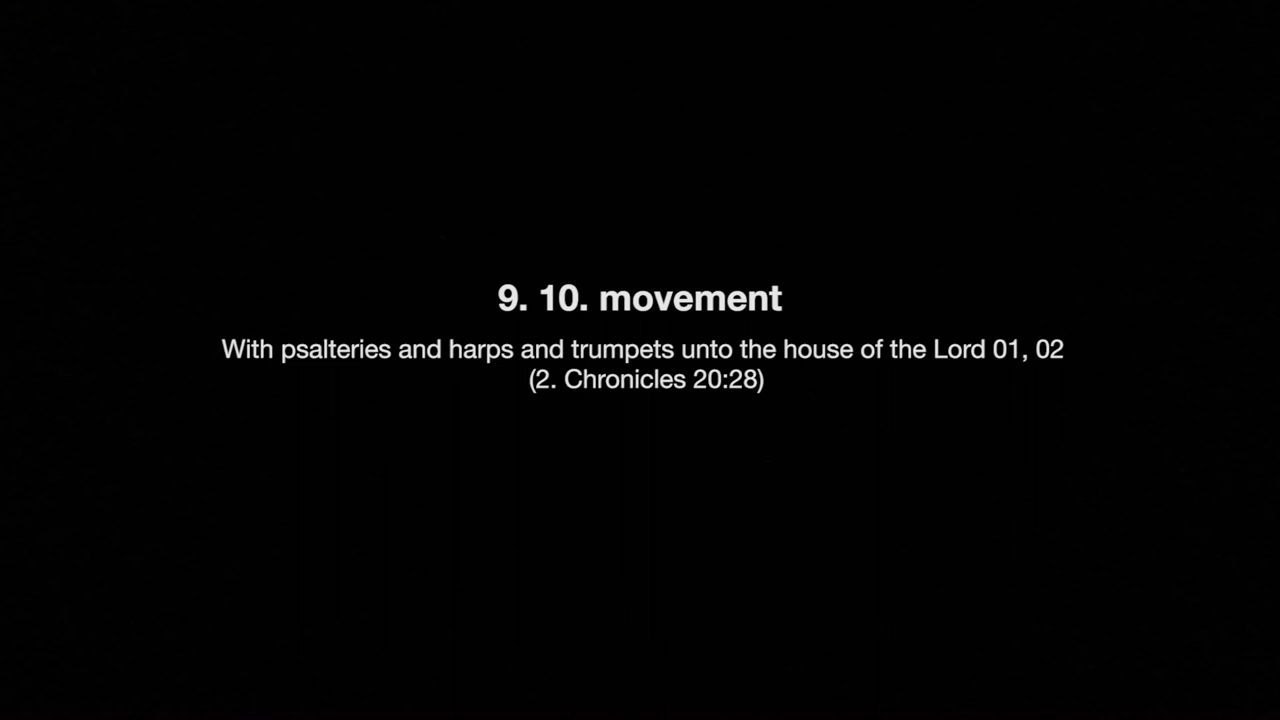 9. 10. movement
With psalteries and harps and trumpets unto the house of the Lord 01, 02
(2. Chronicles 20:28)